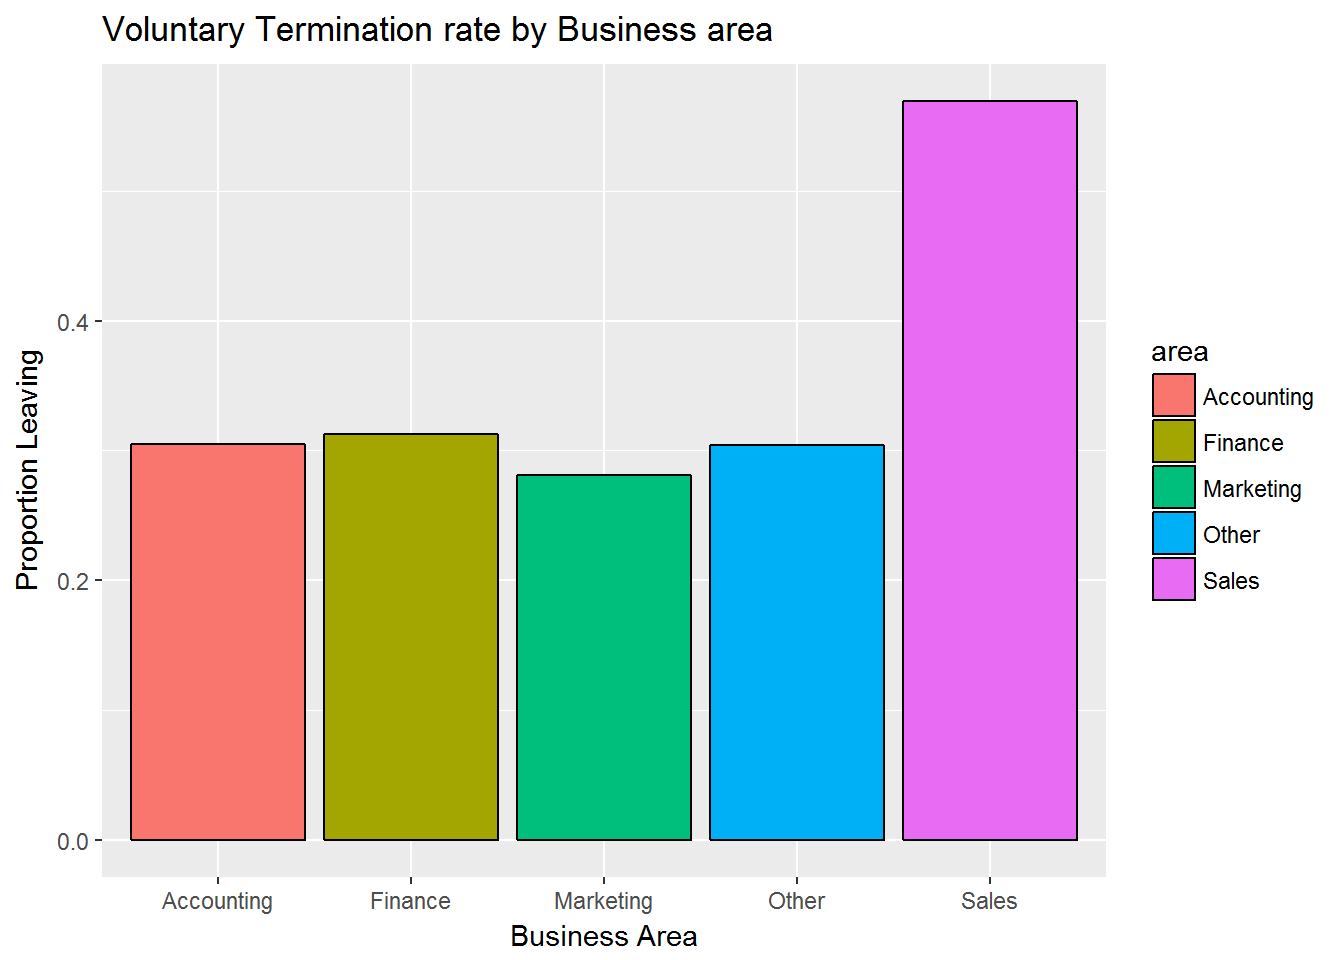 Voluntary Termination rate by Business area
Proportion Leaving
0.4
0.2
0.0
Accounting
Finance
Marketing
Other
Sales
Business Area
area
Accounting
Finance
Marketing
Other
Sales